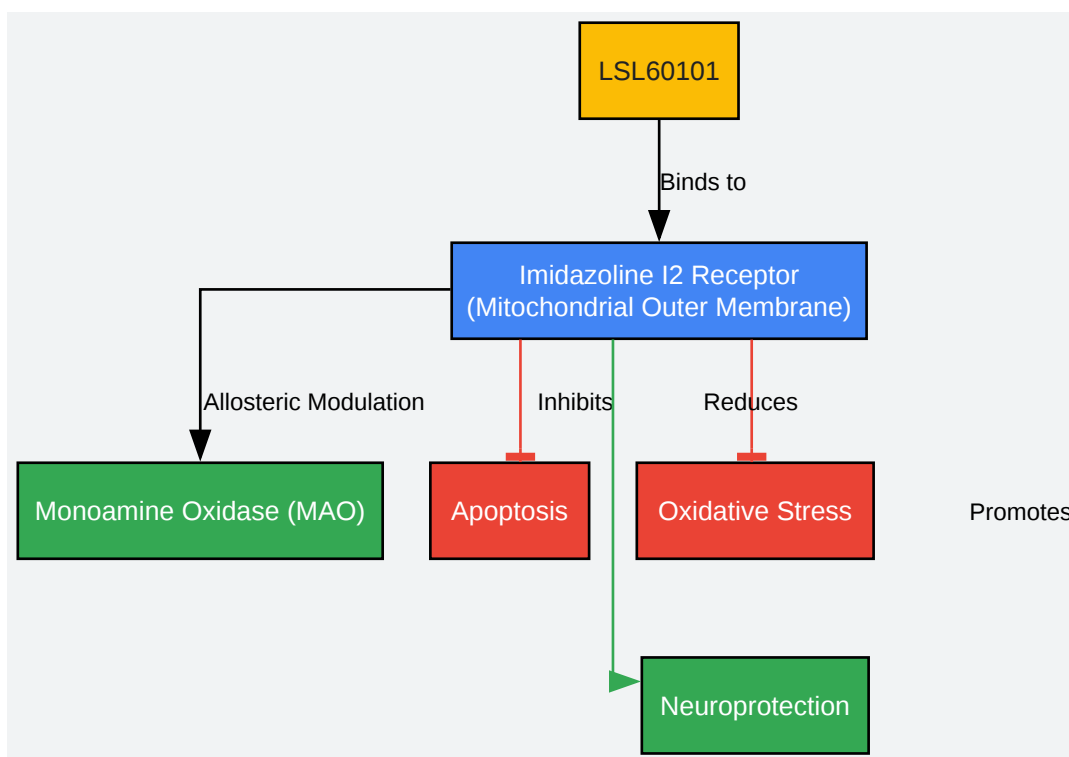 LSL60101
Binds to
Imidazoline I2 Receptor
(Mitochondrial Outer Membrane)
Allosteric Modulation
Inhibits
Reduces
Monoamine Oxidase (MAO)
Apoptosis
Oxidative Stress
Promotes
Neuroprotection